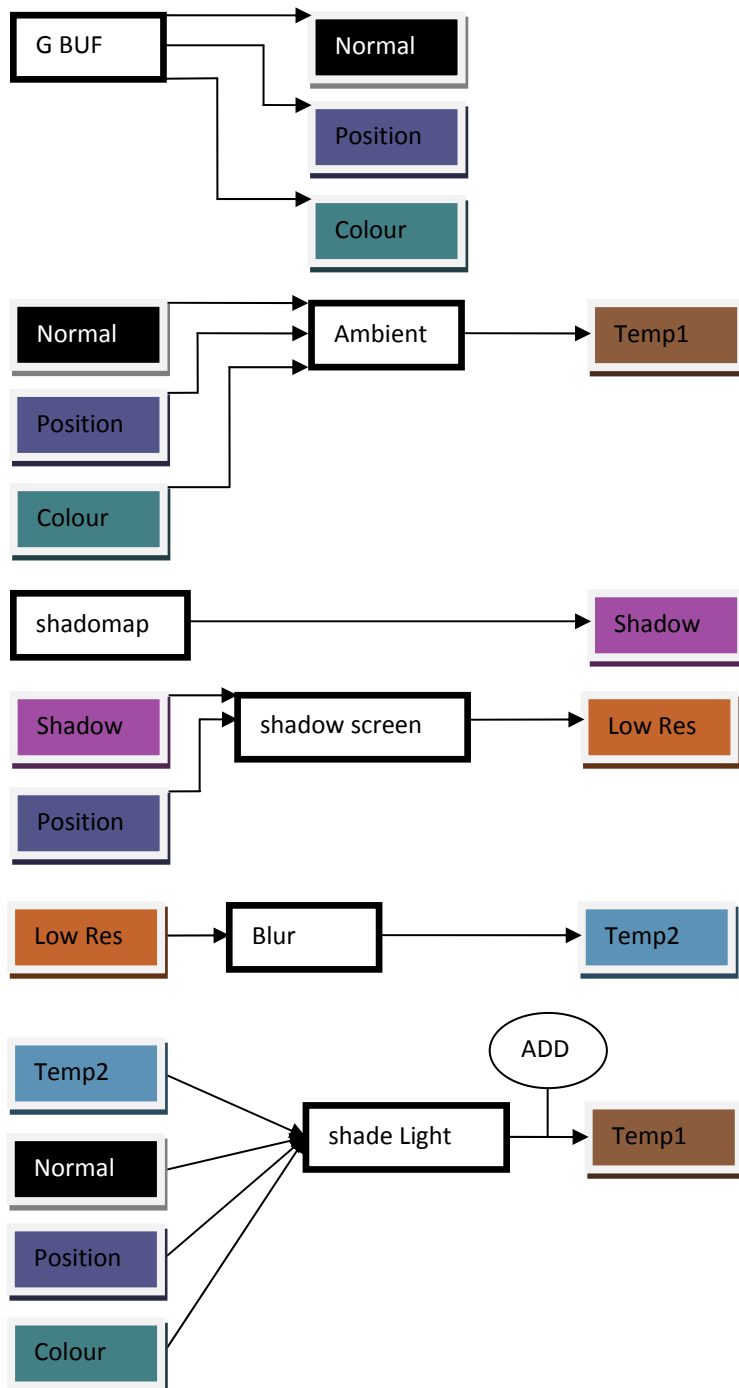 G BUF
Normal
Position
Colour
Normal
Ambient
Temp1
Position
Colour
shadomap
Shadow
Shadow
shadow screen
Low Res
Position
Low Res
Blur
Temp2
ADD
Temp2
shade Light
Temp1
Normal
Position
Colour